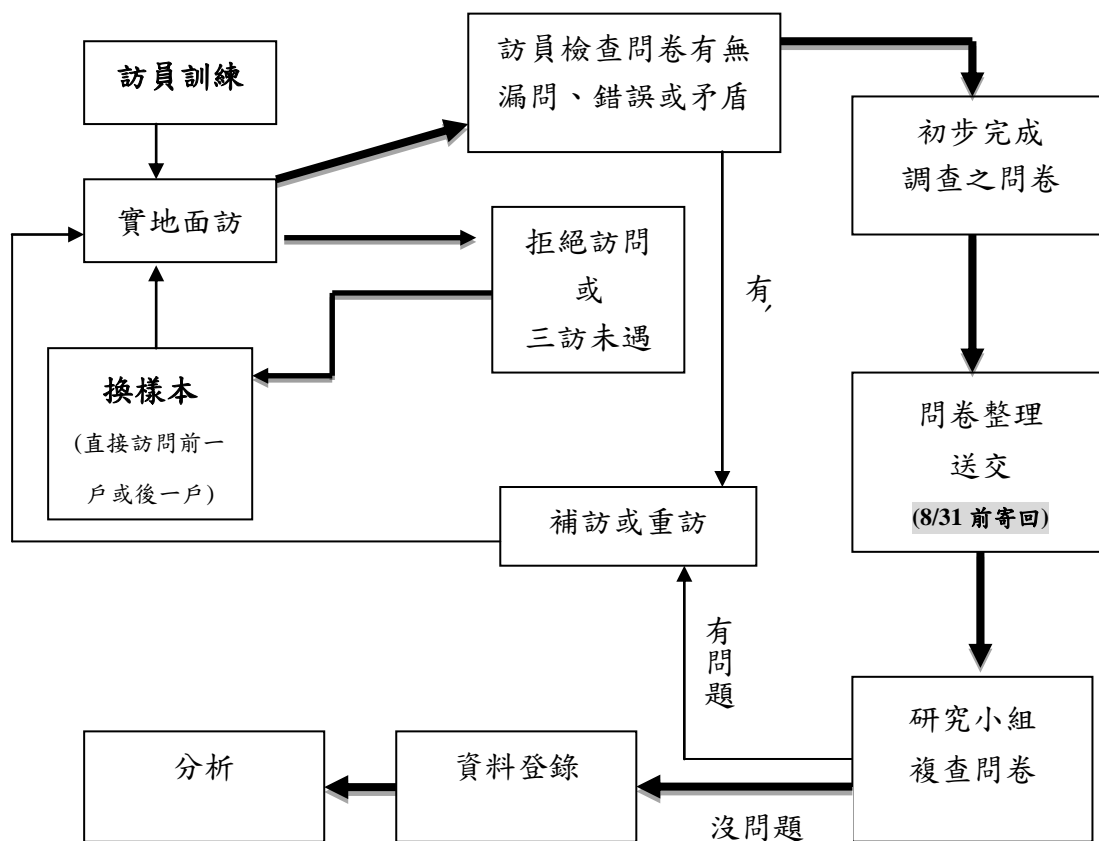 訪員訓練
訪員檢查問卷有無
漏問、錯誤或矛盾
初步完成
調查之問卷
實地面訪
拒絕訪問
或
三訪未遇
有,
換樣本
(直接訪問前一
戶或後一戶)
問卷整理
送交
(8/31 前寄回)
補訪或重訪
有問題
研究小組
複查問卷
沒問題
資料登錄
分析